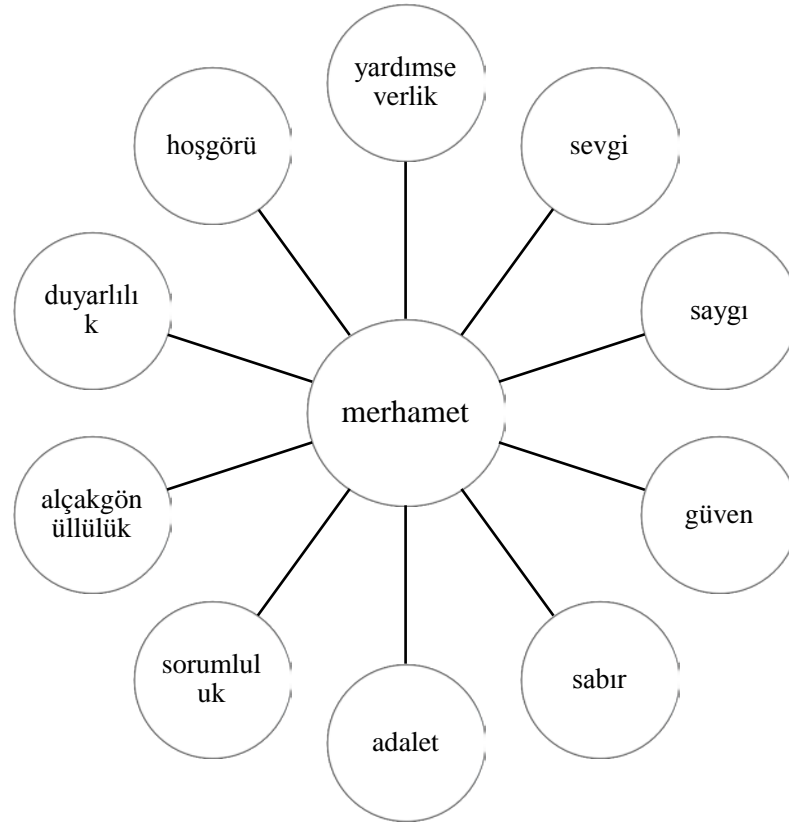 yardımse
verlik
hoşgörü
sevgi
duyarlılı
k
saygı
merhamet
alçakgön
üllülük
güven
sorumlul
uk
sabır
adalet